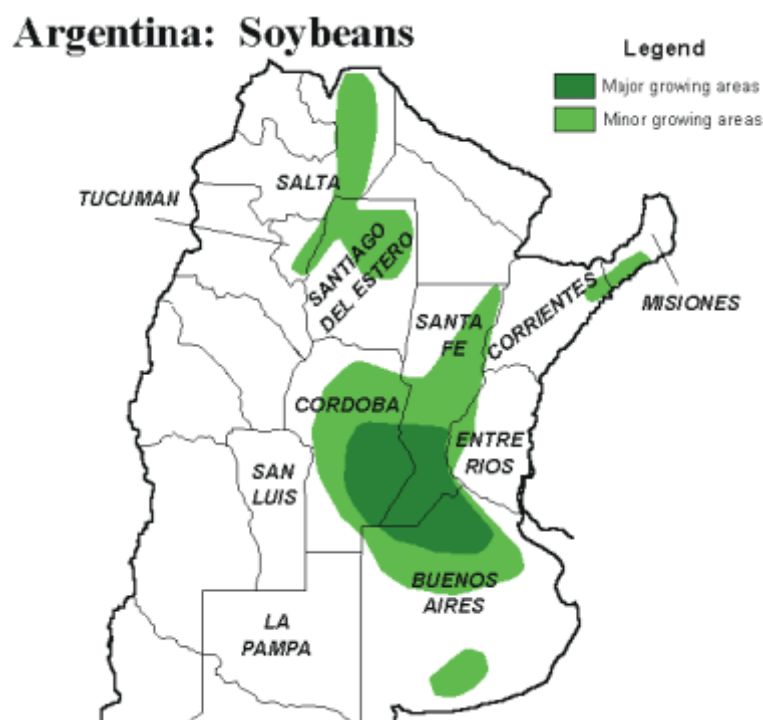 Argentina: Soybeans
Legend
Major growing areas
Minor growing areas
SALTA
TUCUMAN
SANTIAGO
DEL ESTERO
CORRIENTES
MISIONES
SANTA
FE
CORDOBA
ENTRE
RIOS
SAN
LUIS
BUENOS
AIRES
LA
PAMPA